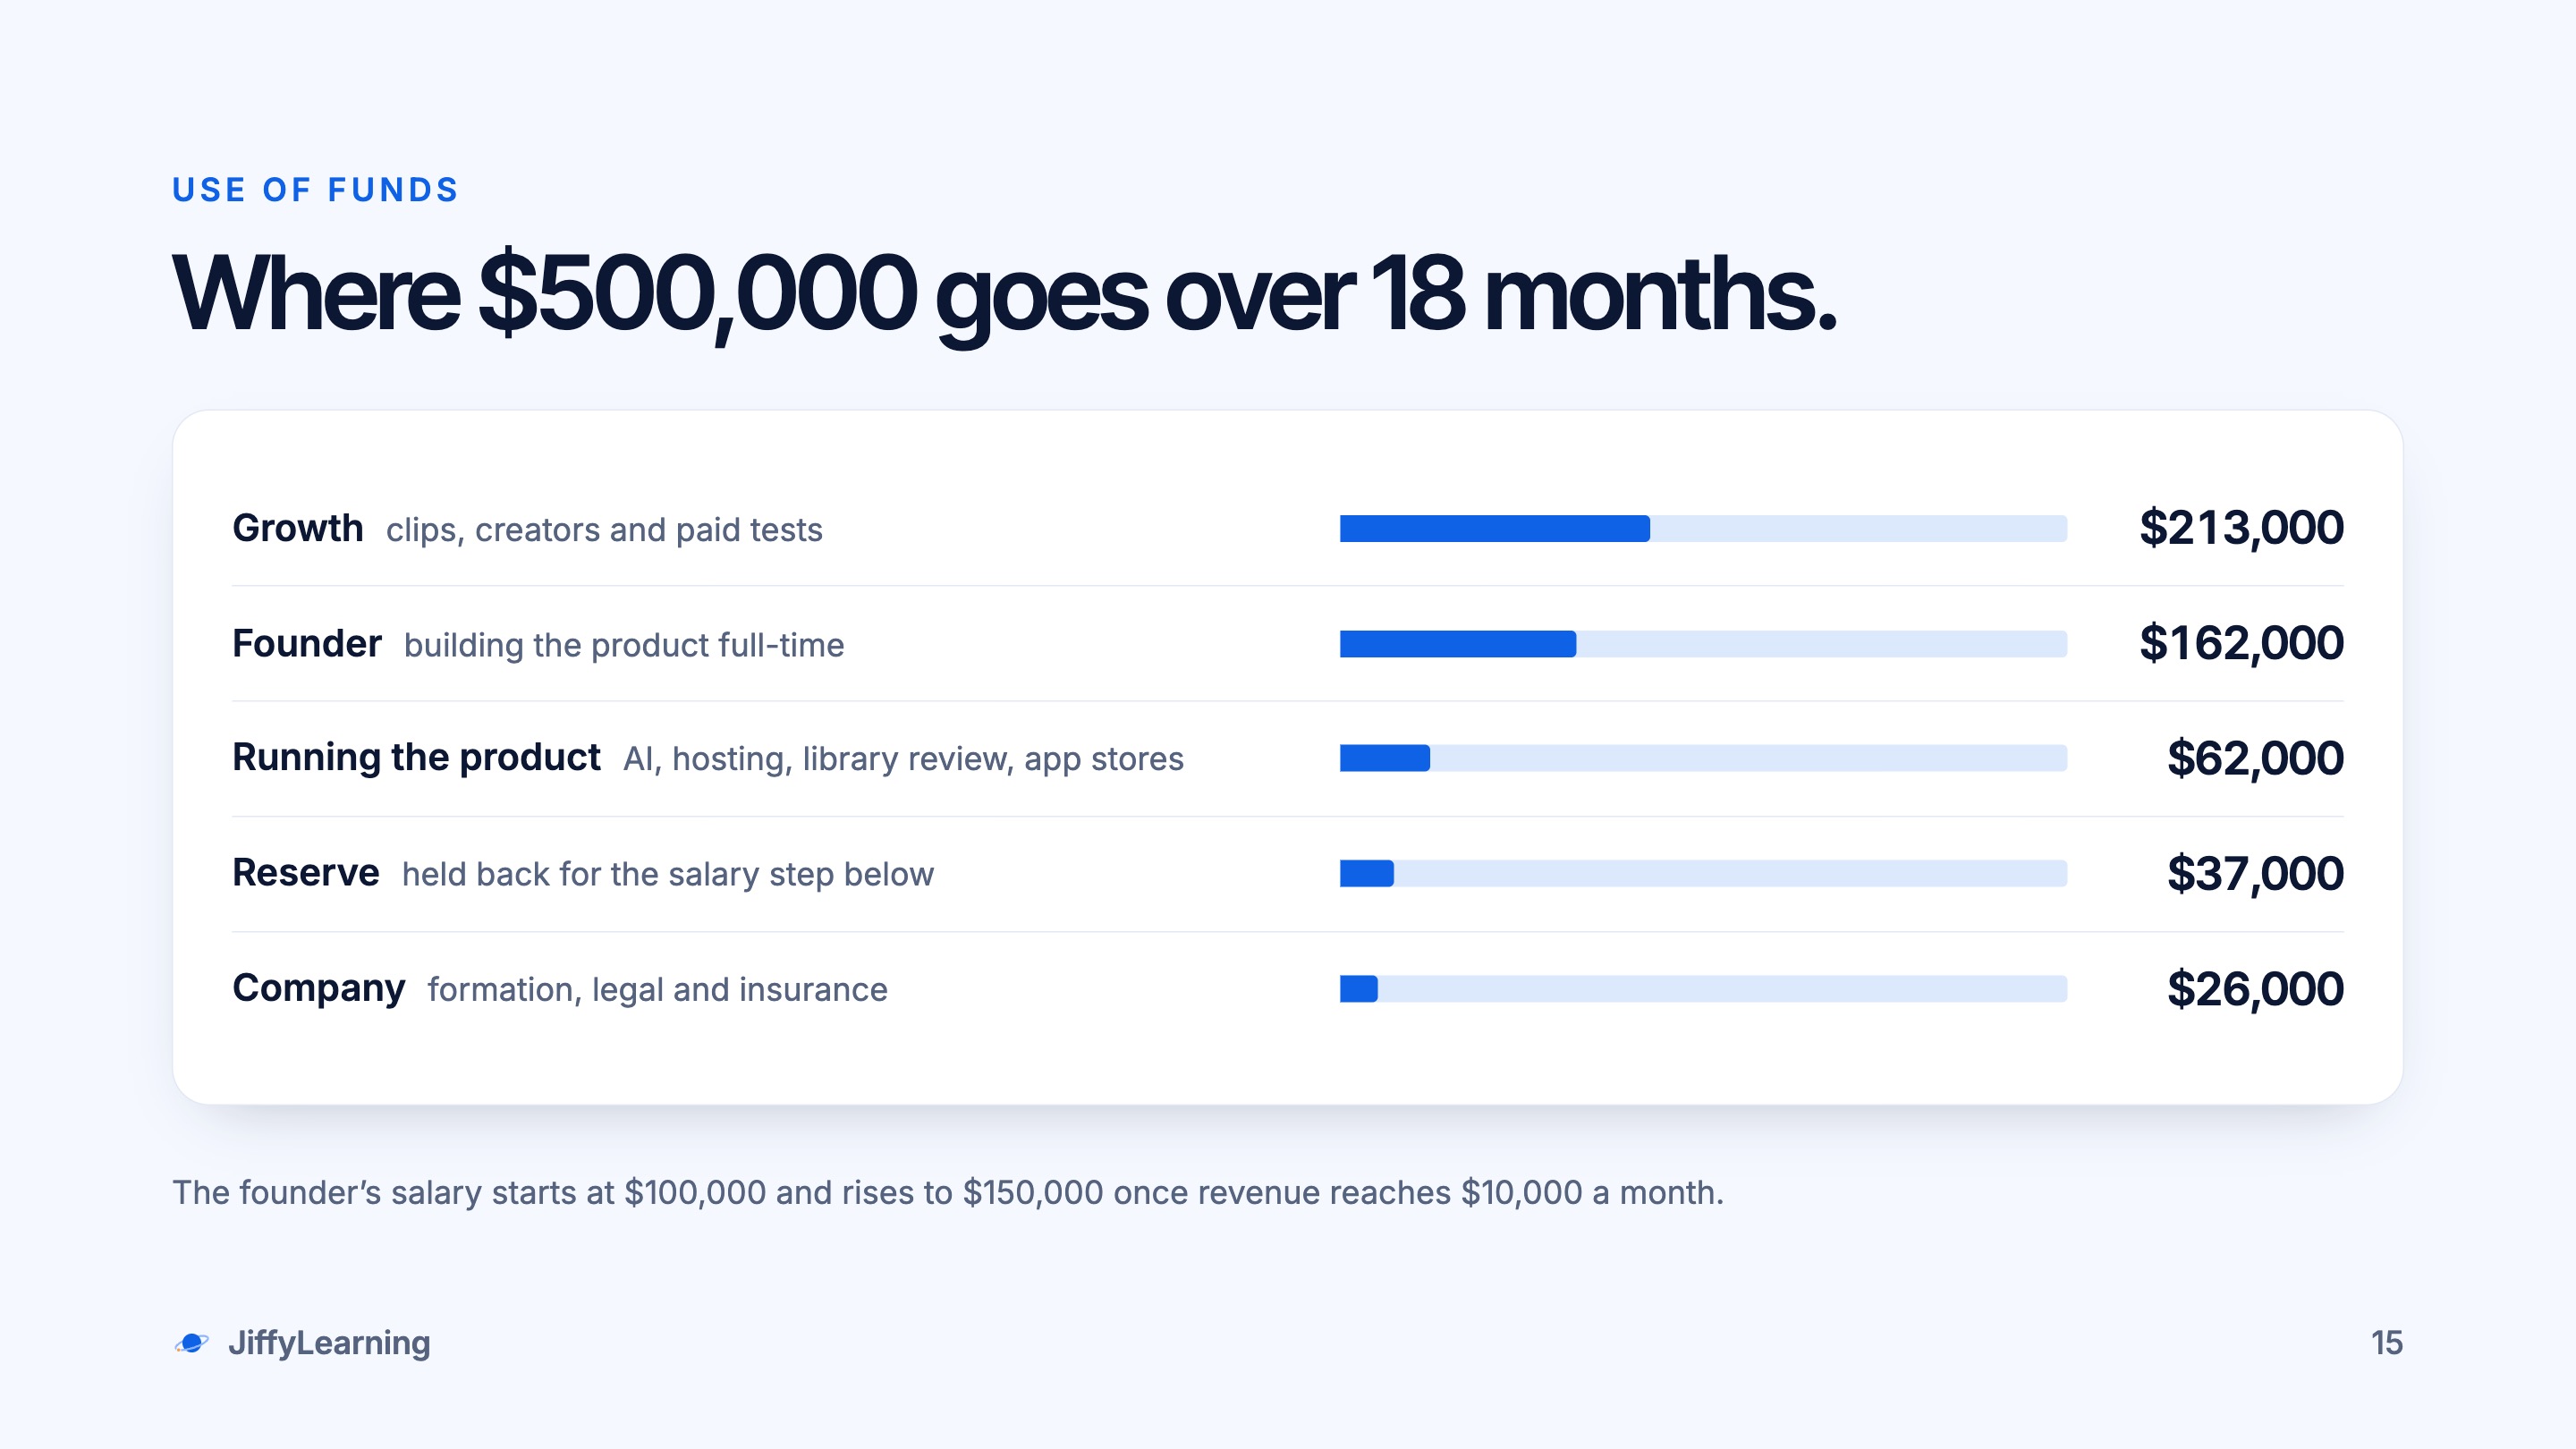 USE OF FUNDS
Where $500,000 goes over 18 months.
Growth clips, creators and paid tests $213,000
Founder building the product full-time $162,000
Running the product AI, hosting, library review, app stores $62,000
Reserve held back for the salary step below $37,000
Company formation, legal and insurance $26,000
The founder’s salary starts at $100,000 and rises to $150,000 once revenue reaches $10,000 a month.
JiffyLearning 15